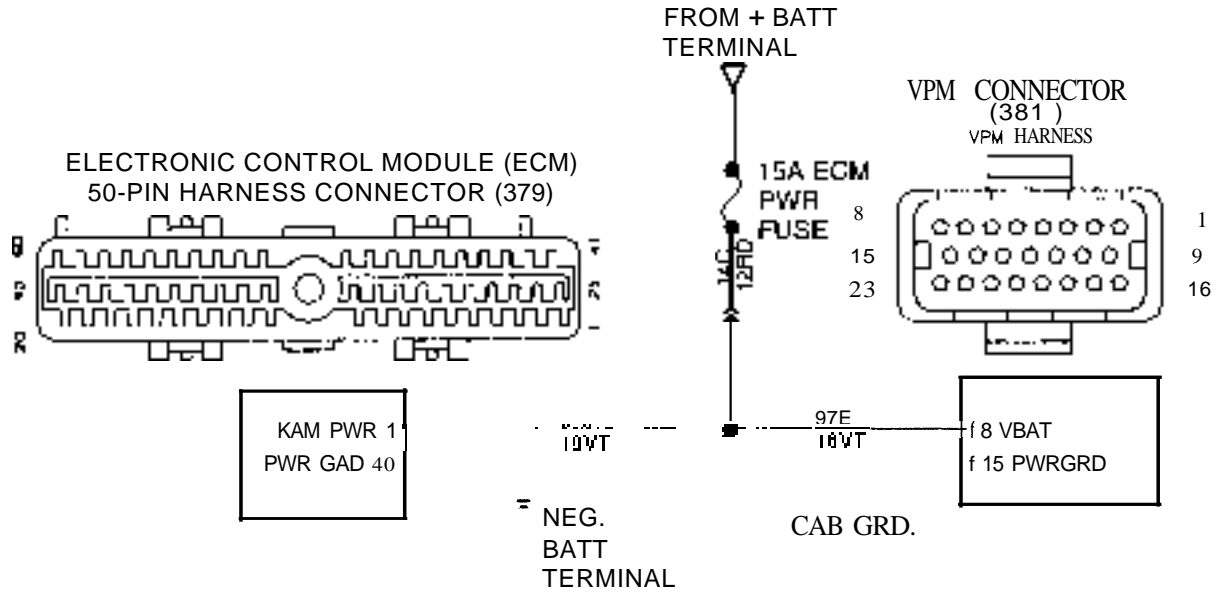 FROM + BATT
TERMINAL
VPM CONNECTOR
(381 )
VPM HARNESS
ELECTRONIC CONTROL MODULE (ECM)
50-PIN HARNESS CONNECTOR (379)
15A ECM
PWR
FUSE
8
1
15
9
23
16
12RD
KAM PWR 1
PWR GAD 40
97E
18VT
f 8 VBAT
f 15 PWRGRD
NEG.
BATT
TERMINAL
CAB GRD.